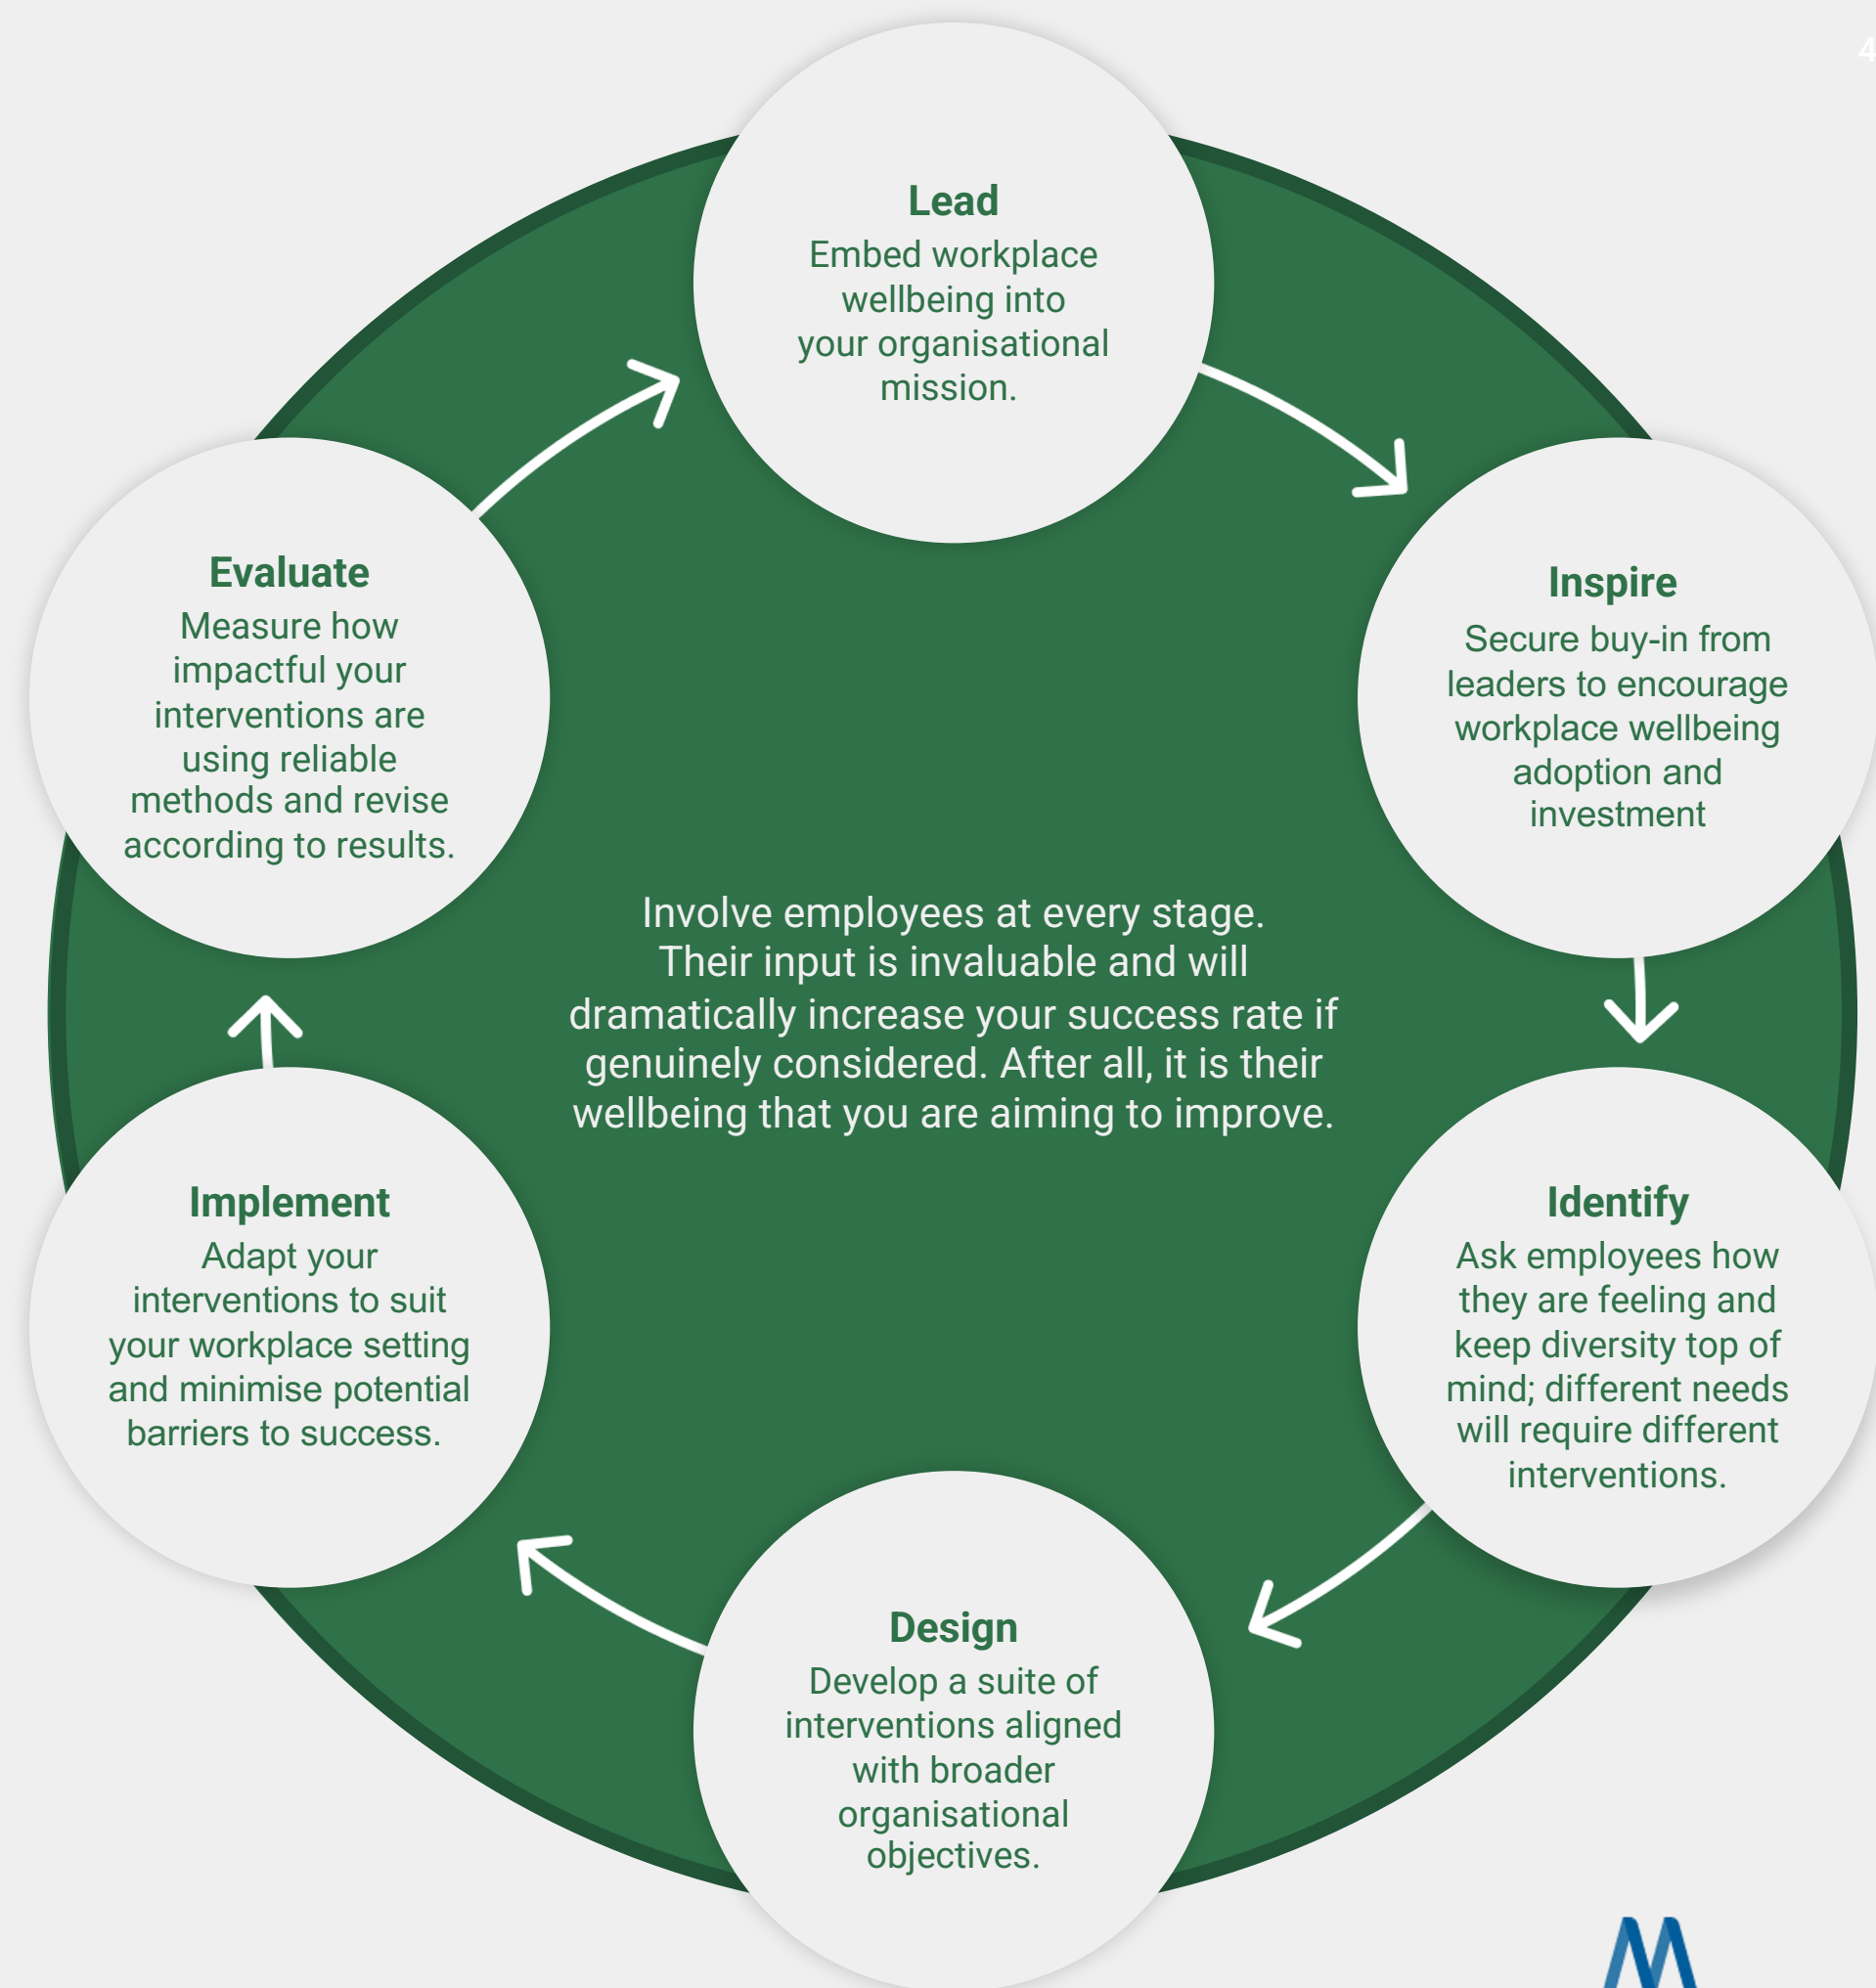 4
Lead
Embed workplace
wellbeing into
your organisational
mission.
Inspire
Secure buy-in from
leaders to encourage
workplace wellbeing
adoption and
investment
Identify
Ask employees how
they are feeling and
keep diversity top of
mind; different needs
will require different
interventions.
Design
Develop a suite of
interventions aligned
with broader
organisational
objectives.
Implement
Adapt your
interventions to suit
your workplace setting
and minimise potential
barriers to success.
Evaluate
Measure how
impactful your
interventions are
using reliable
methods and revise
according to results.
Involve employees at every stage.
Their input is invaluable and will
dramatically increase your success rate if
genuinely considered. After all, it is their
wellbeing that you are aiming to improve.